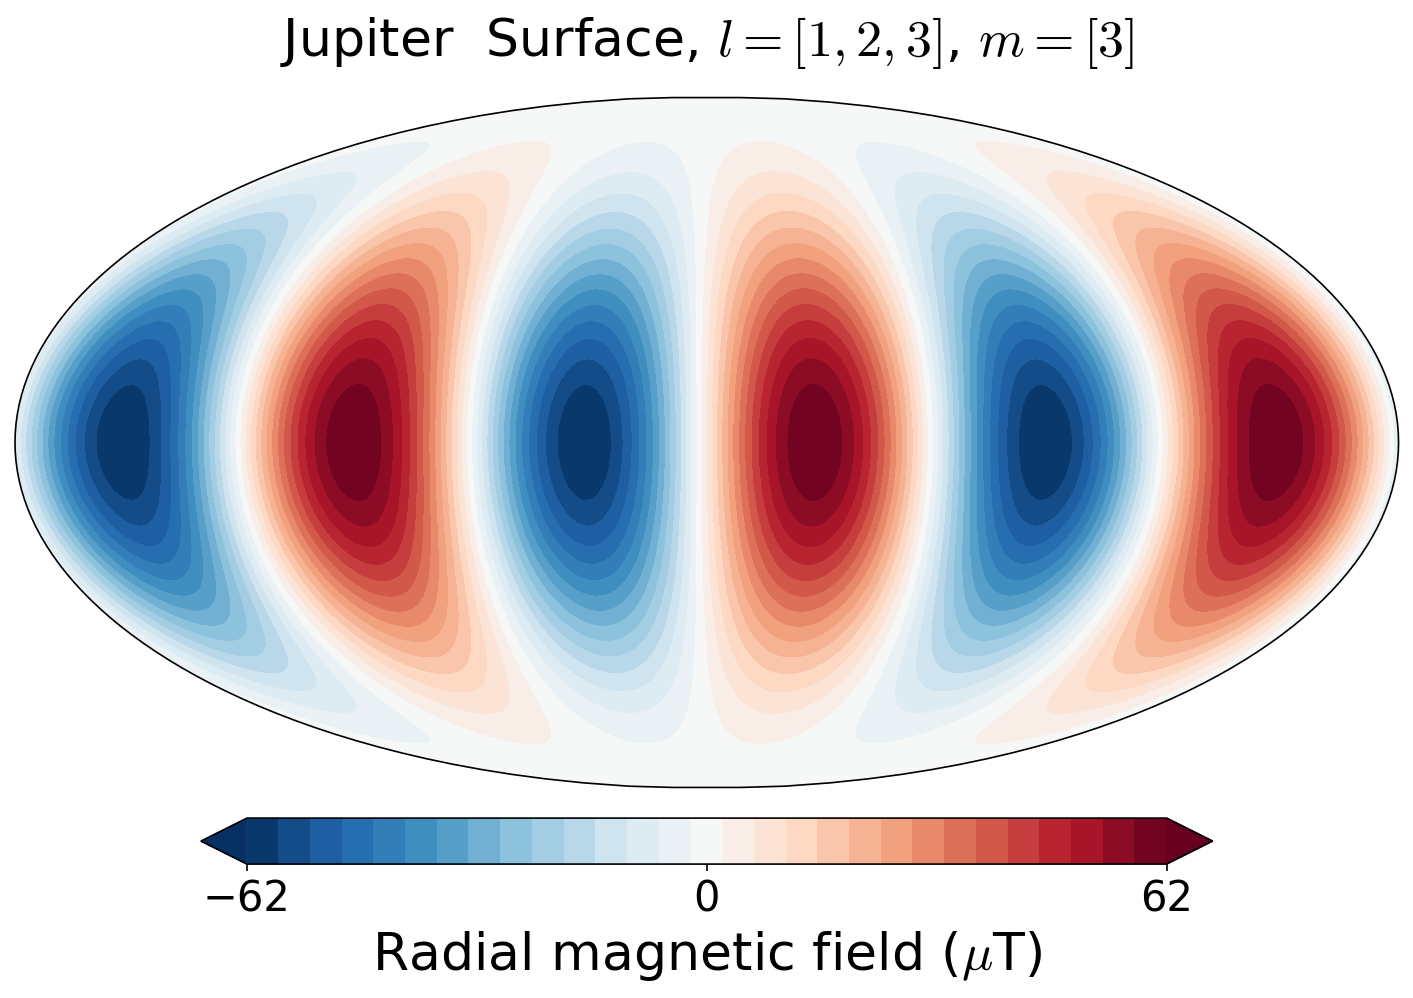 Jupiter Surface, l = [1, 2, 3], m = [3]
−62 0 62
Radial magnetic field (μT)